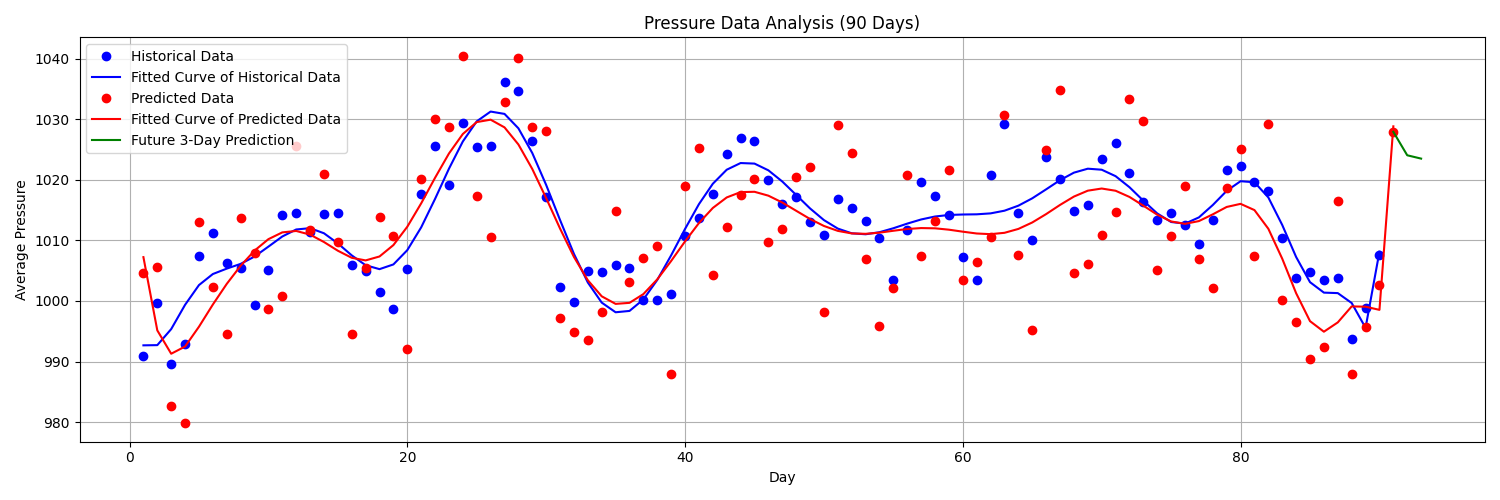 Pressure Data Analysis (90 Days)
Historical Data
Fitted Curve of Historical Data
Predicted Data
Fitted Curve of Predicted Data
Future 3-Day Prediction
Average Pressure
1040
1030
1020
1010
1000
990
980
0 20 40 60 80
Day